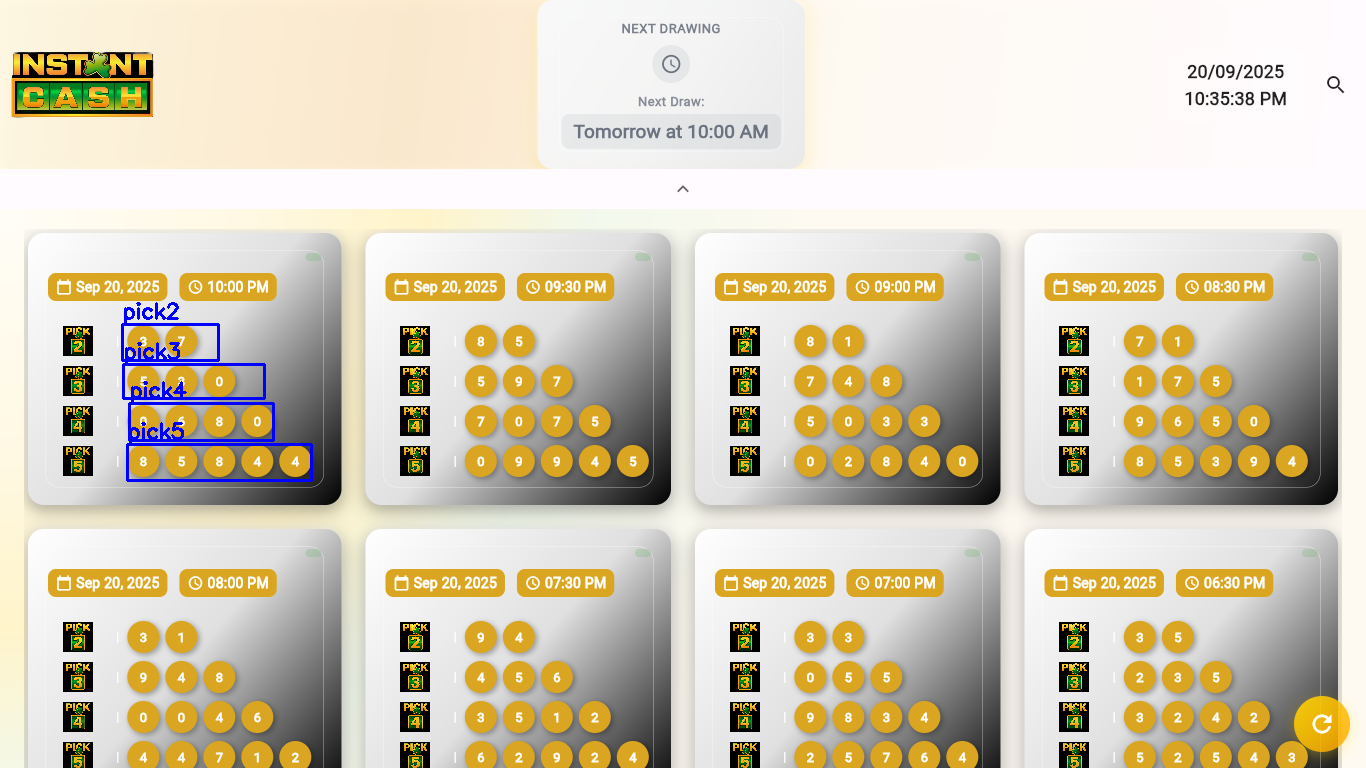 INSTANT
CASH
NEXT DRAWING
Next Draw:
Tomorrow at 10:00 AM
20/09/2025
10:35:38 PM
Sep 20, 2025 10:00 PM
pick2
PICK 2 7
pick3
PICK 3 0
pick4
PICK 4 8 0
pick5
PICK 5 8 5 8 4 4
Sep 20, 2025 09:30 PM
PICK 2 8 5
PICK 3 5 9 7
PICK 4 7 0 7 5
PICK 5 0 9 9 4 5
Sep 20, 2025 09:00 PM
PICK 2 8 1
PICK 3 7 4 8
PICK 4 5 0 3 3
PICK 5 0 2 8 4 0
Sep 20, 2025 08:30 PM
PICK 2 7 1
PICK 3 1 7 5
PICK 4 9 6 5 0
PICK 5 8 5 3 9 4
Sep 20, 2025 08:00 PM
PICK 2 3 1
PICK 3 9 4 8
PICK 4 0 0 4 6
PICK 5 4 4 7 1 2
Sep 20, 2025 07:30 PM
PICK 2 9 4
PICK 3 4 5 6
PICK 4 3 5 1 2
PICK 5 6 2 9 2 4
Sep 20, 2025 07:00 PM
PICK 2 3 3
PICK 3 0 5 5
PICK 4 9 8 3 4
PICK 5 2 5 7 6 4
Sep 20, 2025 06:30 PM
PICK 2 3 5
PICK 3 2 3 5
PICK 4 3 2 4 2
PICK 5 5 2 5 4 3